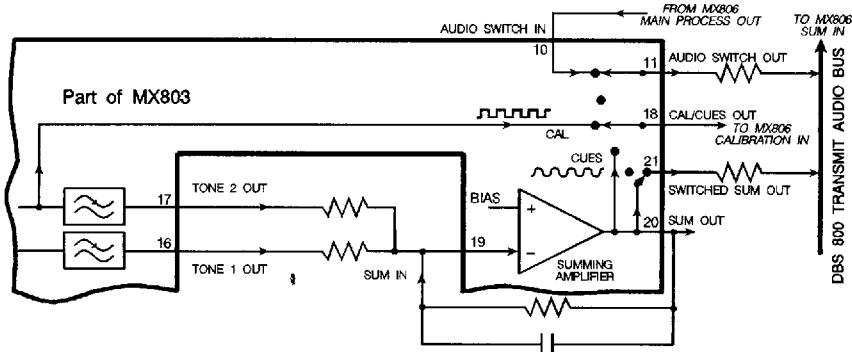 FROM MX806
MAIN PROCESS OUT
AUDIO SWITCH IN
10
TO MX806
SUM IN
11
AUDIO SWITCH OUT
Part of MX803
18
CAL/CUES OUT
CAL
TO MX806
CALIBRATION IN
CUES
21
SWITCHED SUM OUT
17
TONE 2 OUT
BIAS
+
20
SUM OUT
16
TONE 1 OUT
19
−
SUM IN
SUMMING
AMPLIFIER
DBS 800 TRANSMIT AUDIO BUS